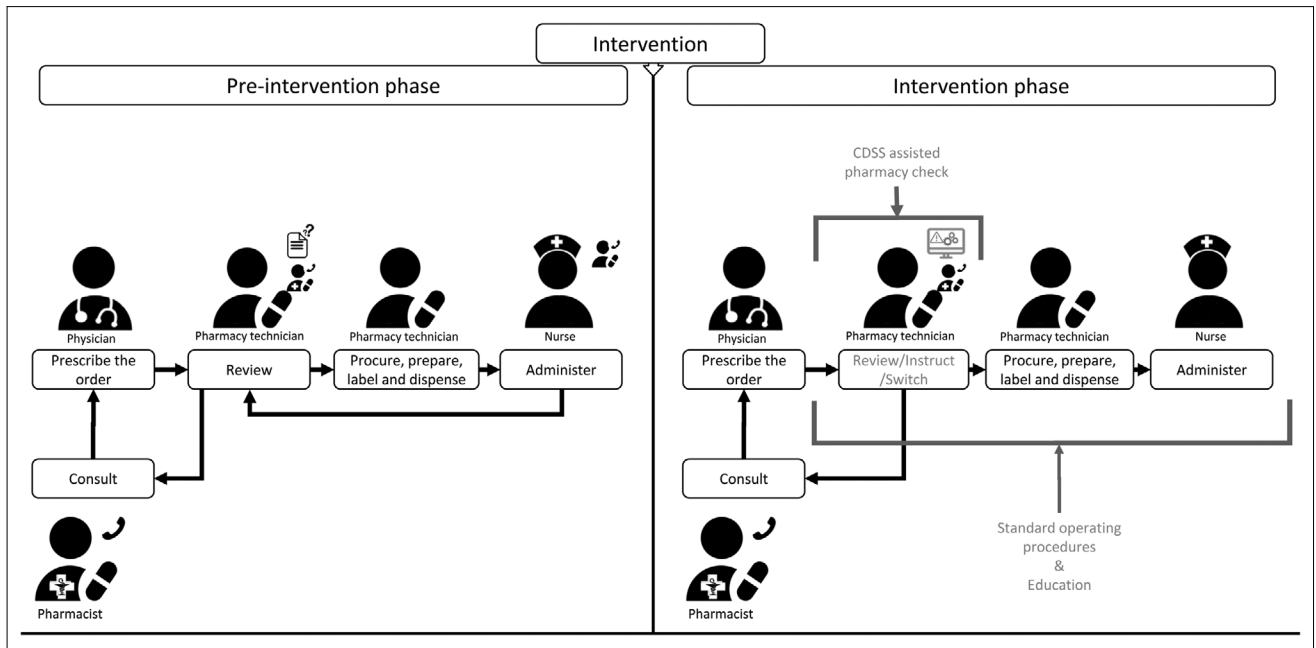 Intervention
Pre-intervention phase
Intervention phase
CDSS assisted
pharmacy check
?
Physician
Pharmacy technician
Pharmacy technician
Nurse
Prescribe the
order
Review
Procure, prepare,
label and dispense
Administer
Consult
Pharmacist
Physician
Pharmacy technician
Pharmacy technician
Nurse
Prescribe the
order
Review/Instruct
/Switch
Procure, prepare,
label and dispense
Administer
Consult
Pharmacist
Standard operating
procedures
&
Education